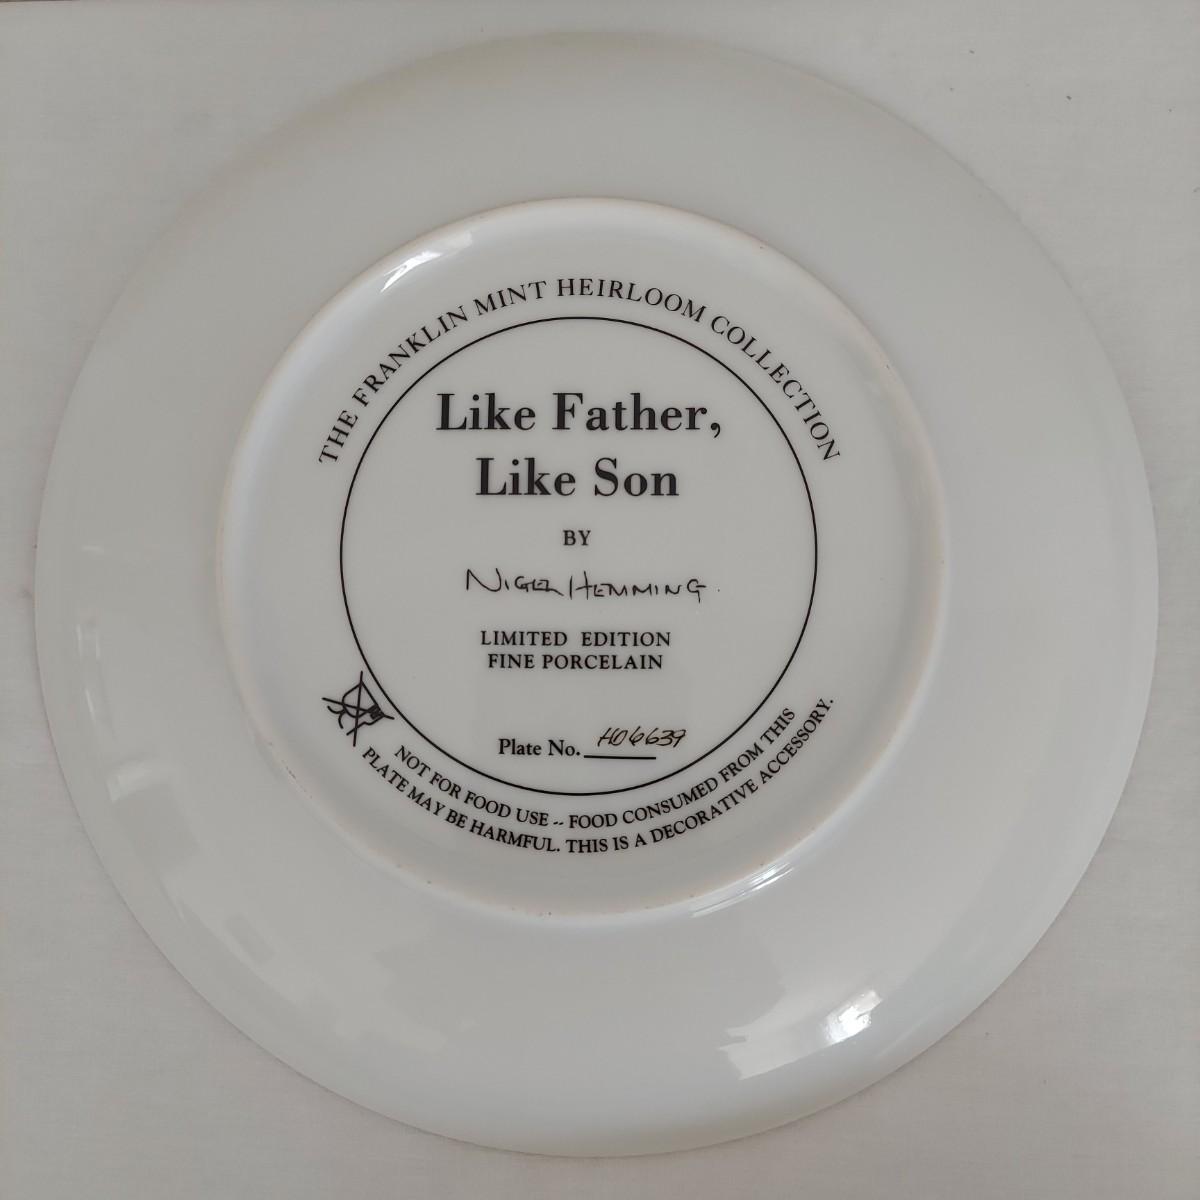 THE FRANKLIN MINT HEIRLOOM COLLECTION
Like Father,
Like Son
BY
NIGEL HEMMING.
LIMITED EDITION
FINE PORCELAIN
Plate No. HD6639
NOT FOR FOOD USE -- FOOD CONSUMED FROM THIS
PLATE MAY BE HARMFUL. THIS IS A DECORATIVE ACCESSORY.